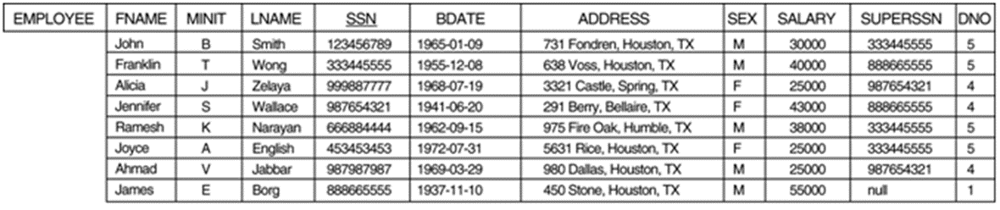 EMPLOYEE FNAME MINIT LNAME SSN BDATE ADDRESS SEX SALARY SUPERSSN DNO
John B Smith 123456789 1965-01-09 731 Fondren, Houston, TX M 30000 333445555 5
Franklin T Wong 333445555 1955-12-08 638 Voss, Houston, TX M 40000 888665555 5
Alicia J Zelaya 999887777 1968-07-19 3321 Castle, Spring, TX F 25000 987654321 4
Jennifer S Wallace 987654321 1941-06-20 291 Berry, Bellaire, TX F 43000 888665555 4
Ramesh K Narayan 666884444 1962-09-15 975 Fire Oak, Humble, TX M 38000 333445555 5
Joyce A English 453453453 1972-07-31 5631 Rice, Houston, TX F 25000 333445555 5
Ahmad V Jabbar 987987987 1969-03-29 980 Dallas, Houston, TX M 25000 987654321 4
James E Borg 888665555 1937-11-10 450 Stone, Houston, TX M 55000 null 1